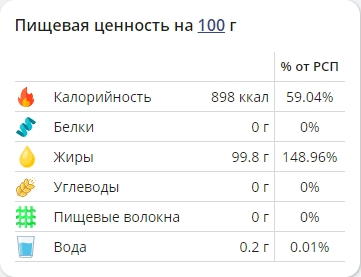 Пищевая ценность на 100 г
% от РСП
Калорийность 898 ккал 59.04%
Белки 0 г 0%
Жиры 99.8 г 148.96%
Углеводы 0 г 0%
Пищевые волокна 0 г 0%
Вода 0.2 г 0.01%